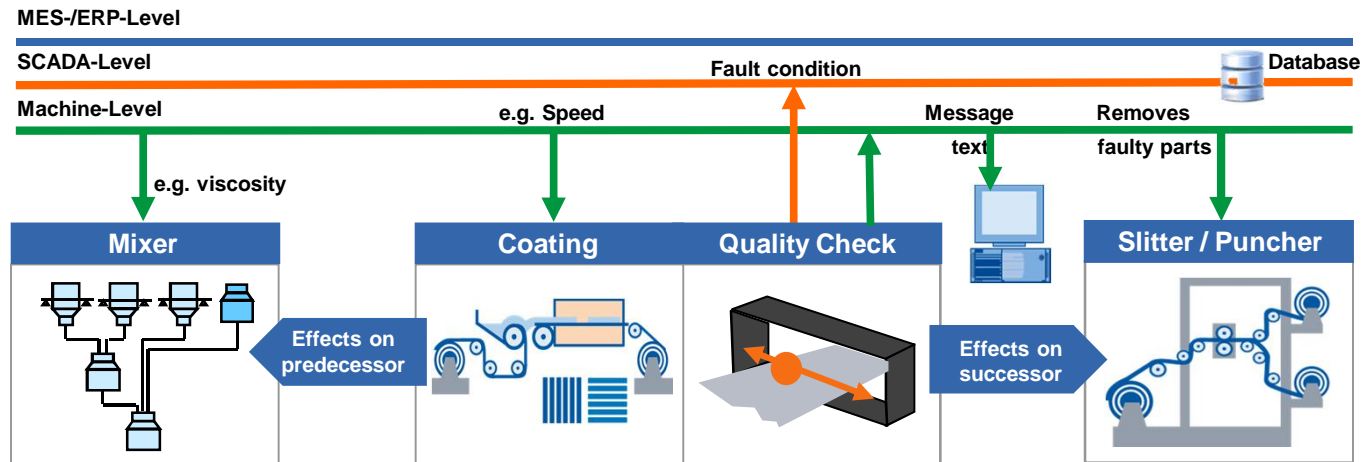 MES-/ERP-Level
SCADA-Level
Fault condition
Database
Machine-Level
e.g. Speed
Message
text
Removes
faulty parts
e.g. viscosity
Mixer
Coating
Quality Check
Slitter / Puncher
Effects on
predecessor
Effects on
successor